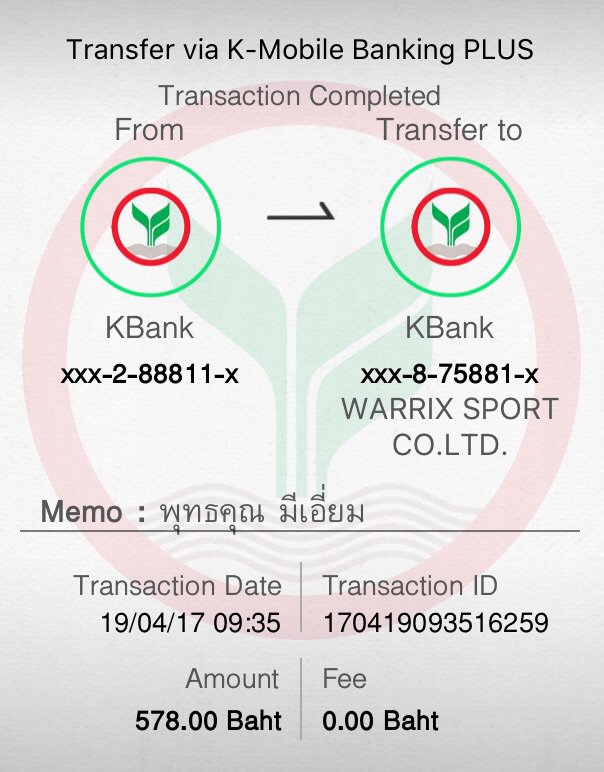 Transfer via K-Mobile Banking PLUS
Transaction Completed
From
Transfer to
KBank
KBank
xxx-2-88811-x
xxx-8-75881-x
WARRIX SPORT
CO.LTD.
Memo : พุทธคุณ มีเอี่ยม
Transaction Date
Transaction ID
19/04/17 09:35
170419093516259
Amount
Fee
578.00 Baht
0.00 Baht